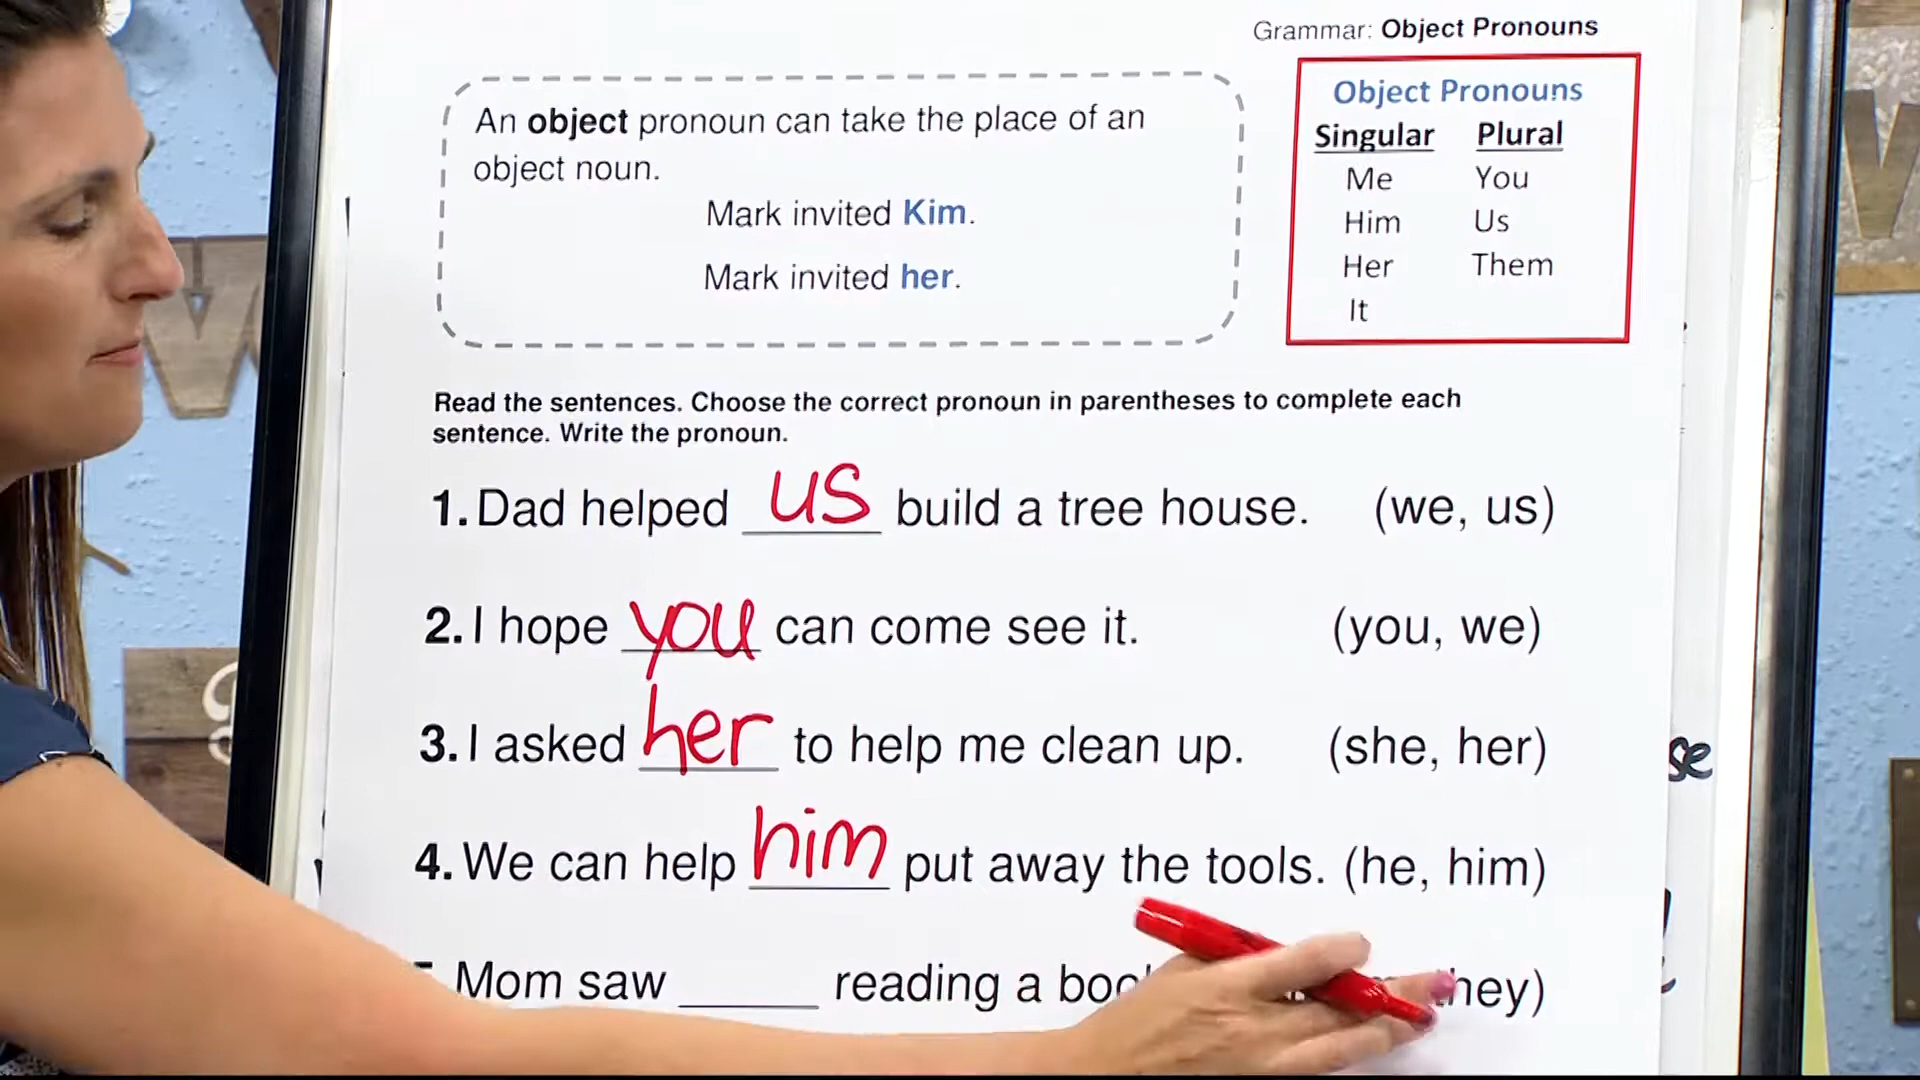 Grammar: Object Pronouns
An object pronoun can take the place of an
object noun.
Mark invited Kim.
Mark invited her.
Object Pronouns
Singular Plural
Me You
Him Us
Her Them
It
Read the sentences. Choose the correct pronoun in parentheses to complete each
sentence. Write the pronoun.
1. Dad helped us build a tree house. (we, us)
2. I hope you can come see it. (you, we)
3. I asked her to help me clean up. (she, her)
4. We can help him put away the tools. (he, him)
Mom saw ______ reading a
se